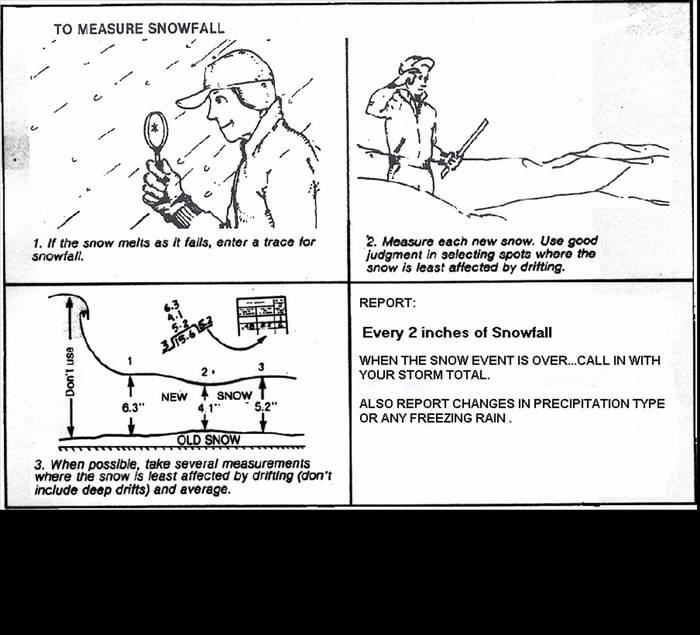 TO MEASURE SNOWFALL
1. If the snow melts as it falls, enter a trace for
snowfall.
2. Measure each new snow. Use good
judgment in selecting spots where the
snow is least affected by drifting.
6.3
4.1
5.2
3/15.6 5.2
Don't use
1
2
3
NEW SNOW
6.3"
4.1"
5.2"
OLD SNOW
3. When possible, take several measurements
where the snow is least affected by drifting (don't
include deep drifts) and average.
REPORT:
Every 2 inches of Snowfall
WHEN THE SNOW EVENT IS OVER...CALL IN WITH
YOUR STORM TOTAL.
ALSO REPORT CHANGES IN PRECIPITATION TYPE
OR ANY FREEZING RAIN .